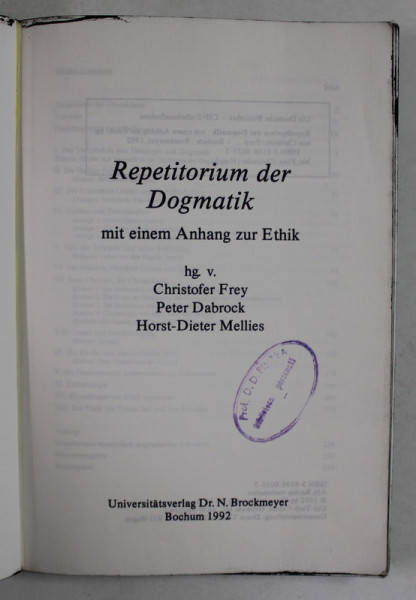 Repetitorium der
Dogmatik
mit einem Anhang zur Ethik
hg. v.
Christofer Frey
Peter Dabrock
Horst-Dieter Mellies
Prof. D. D.
Universitätsverlag Dr. N. Brockmeyer
Bochum 1992